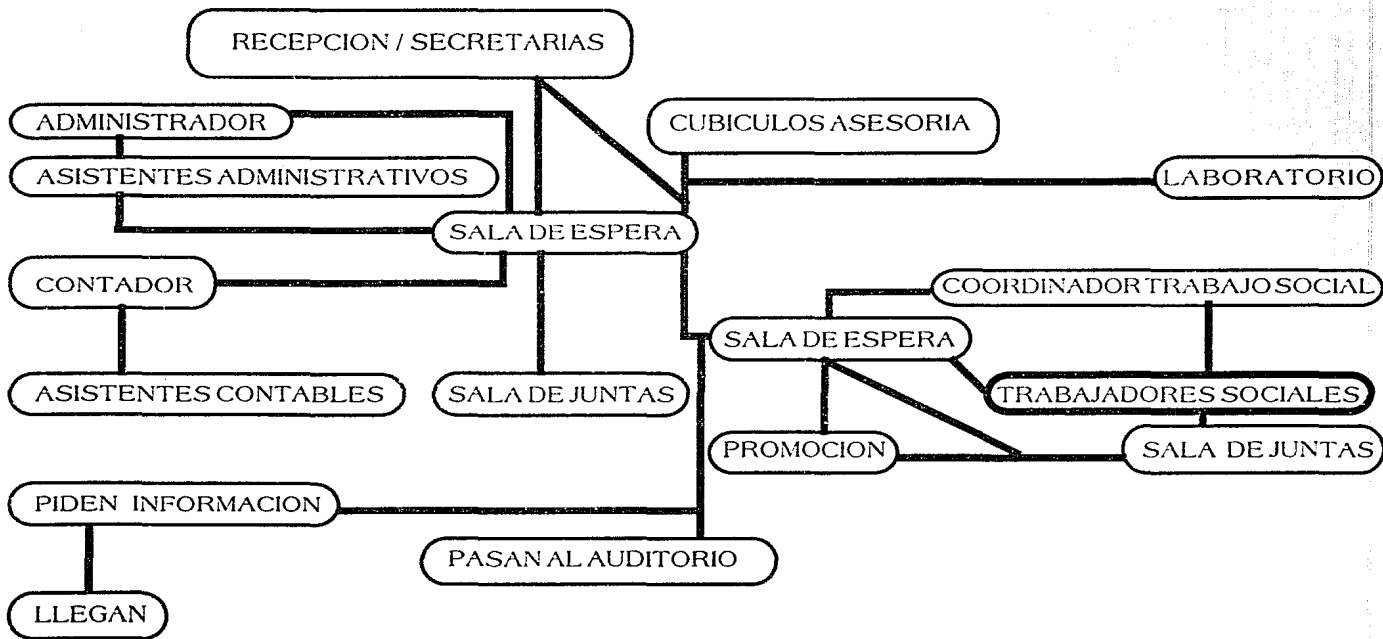 RECEPCION / SECRETARIAS
ADMINISTRADOR
CUBICULOS ASESORIA
ASISTENTES ADMINISTRATIVOS
LABORATORIO
SALA DE ESPERA
CONTADOR
COORDINADOR TRABAJO SOCIAL
SALA DE ESPERA
ASISTENTES CONTABLES
SALA DE JUNTAS
TRABAJADORES SOCIALES
PROMOCION
SALA DE JUNTAS
PIDEN INFORMACION
PASAN AL AUDITORIO
LLEGAN